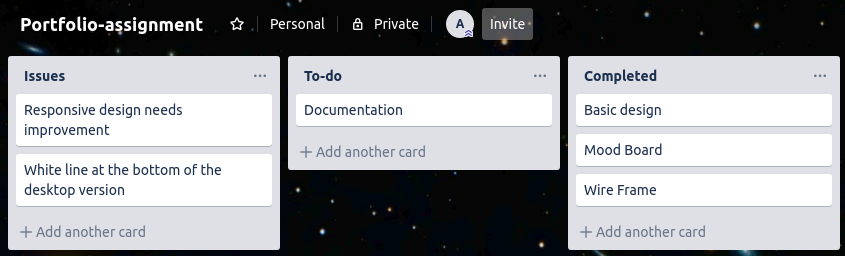 Portfolio-assignment Personal Private A Invite
Issues
Responsive design needs
improvement
White line at the bottom of the
desktop version
+ Add another card
To-do
Documentation
+ Add another card
Completed
Basic design
Mood Board
Wire Frame
+ Add another card